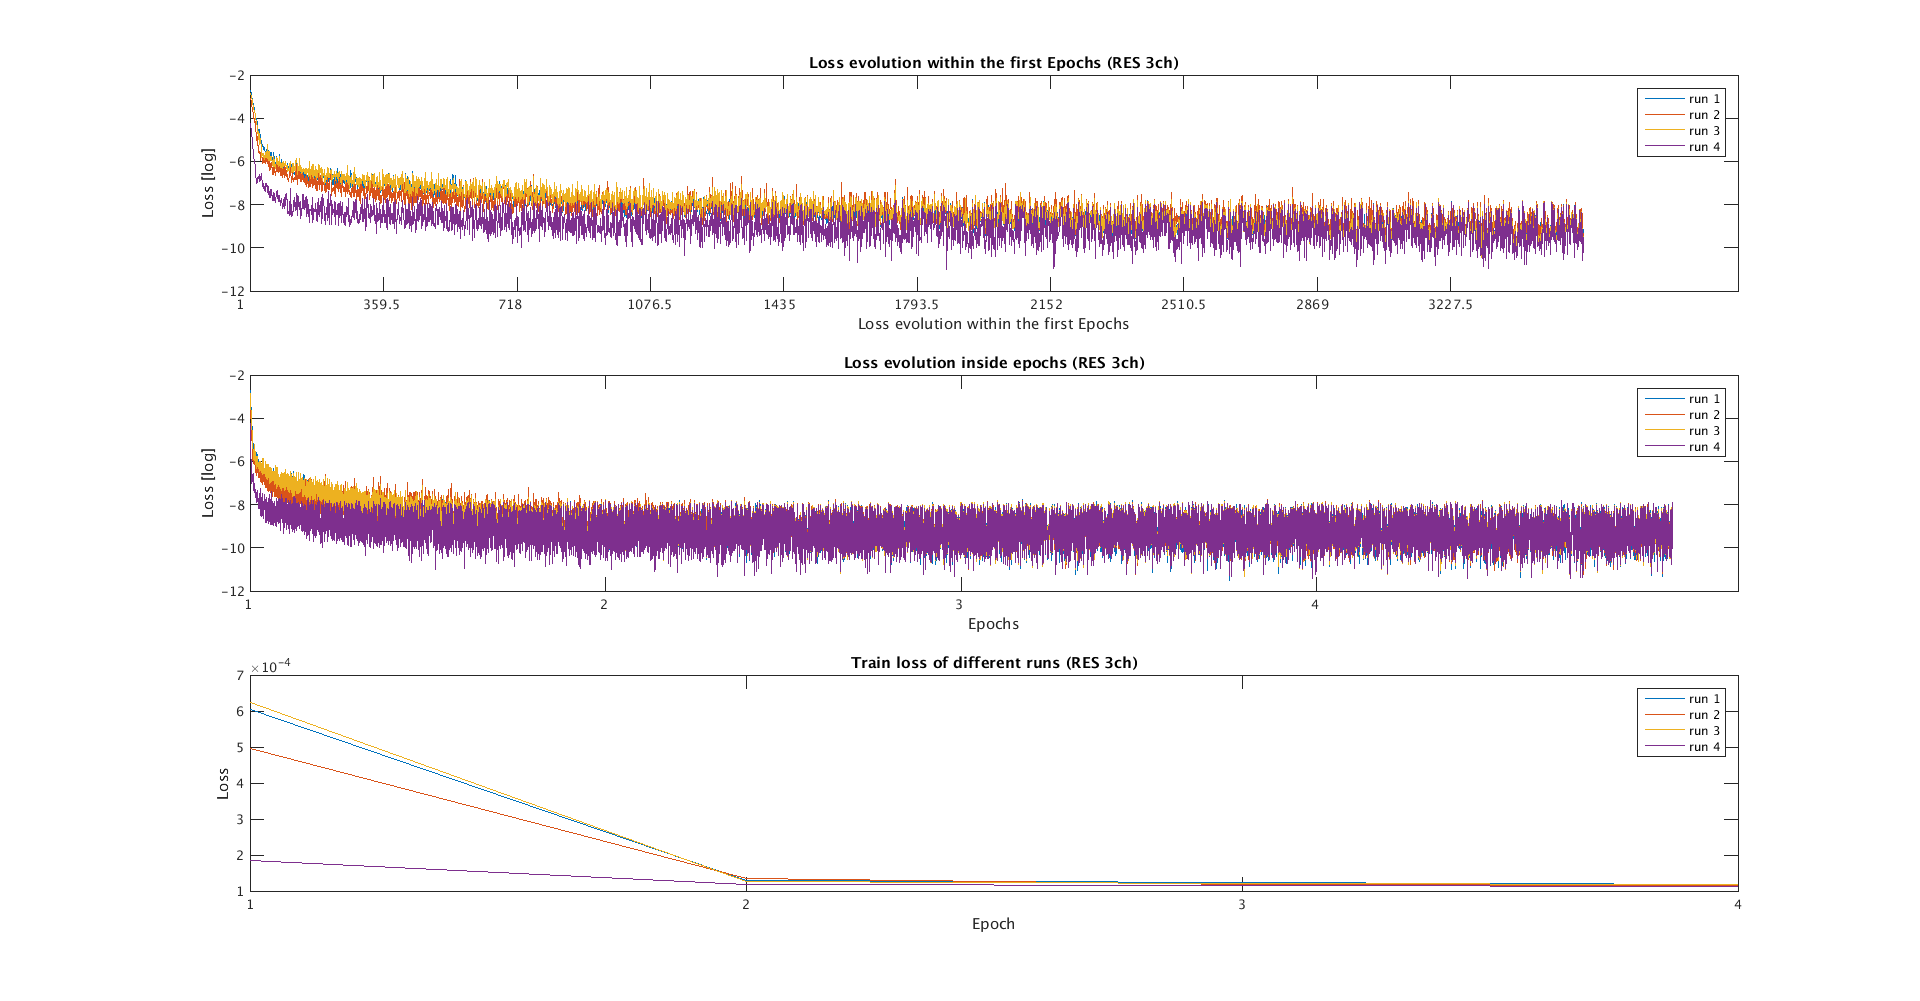 Loss evolution within the first Epochs (RES 3ch)
-2
-4
-6
-8
-10
-12
Loss [log]
run 1
run 2
run 3
run 4
1 359.5 718 1076.5 1435 1793.5 2152 2510.5 2869 3227.5
Loss evolution within the first Epochs
Loss evolution inside epochs (RES 3ch)
-2
-4
-6
-8
-10
-12
Loss [log]
run 1
run 2
run 3
run 4
1 2 3 4
Epochs
Train loss of different runs (RES 3ch)
×10⁻⁴
7
6
5
4
3
2
1
Loss
run 1
run 2
run 3
run 4
1 2 3 4
Epoch